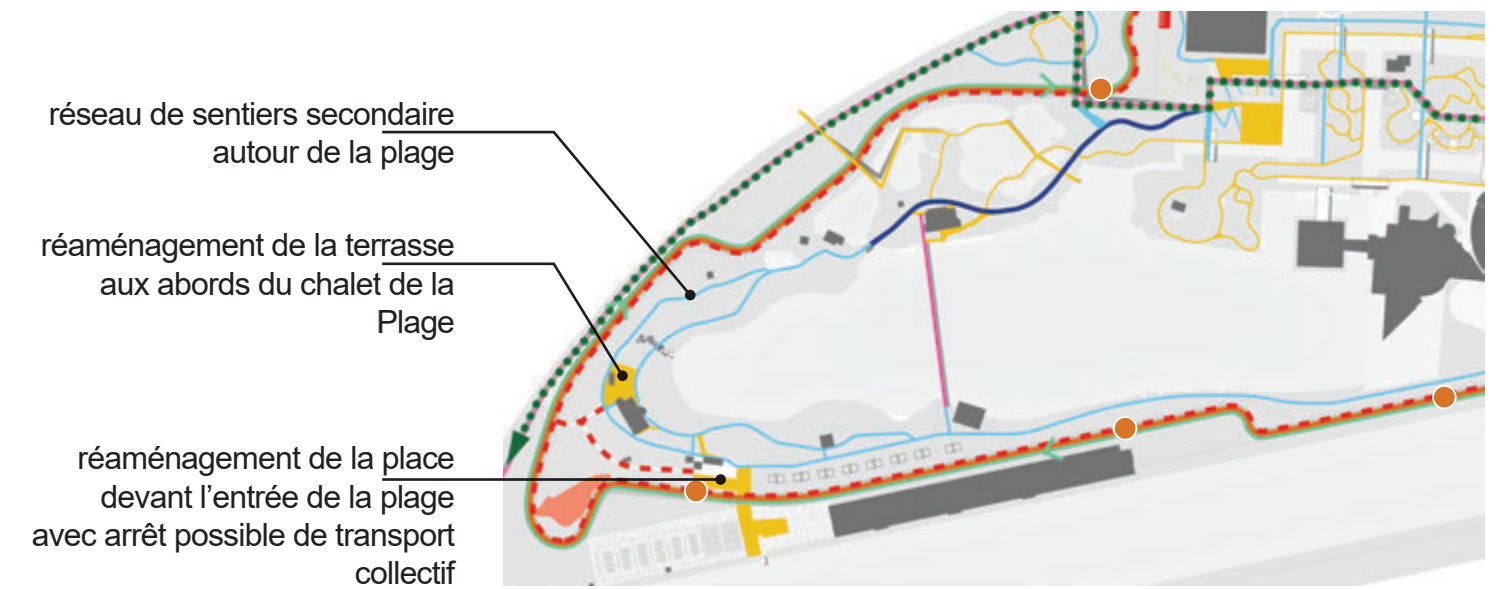 réseau de sentiers secondaire
autour de la plage
réaménagement de la terrasse
aux abords du chalet de la
Plage
réaménagement de la place
devant l’entrée de la plage
avec arrêt possible de transport
collectif